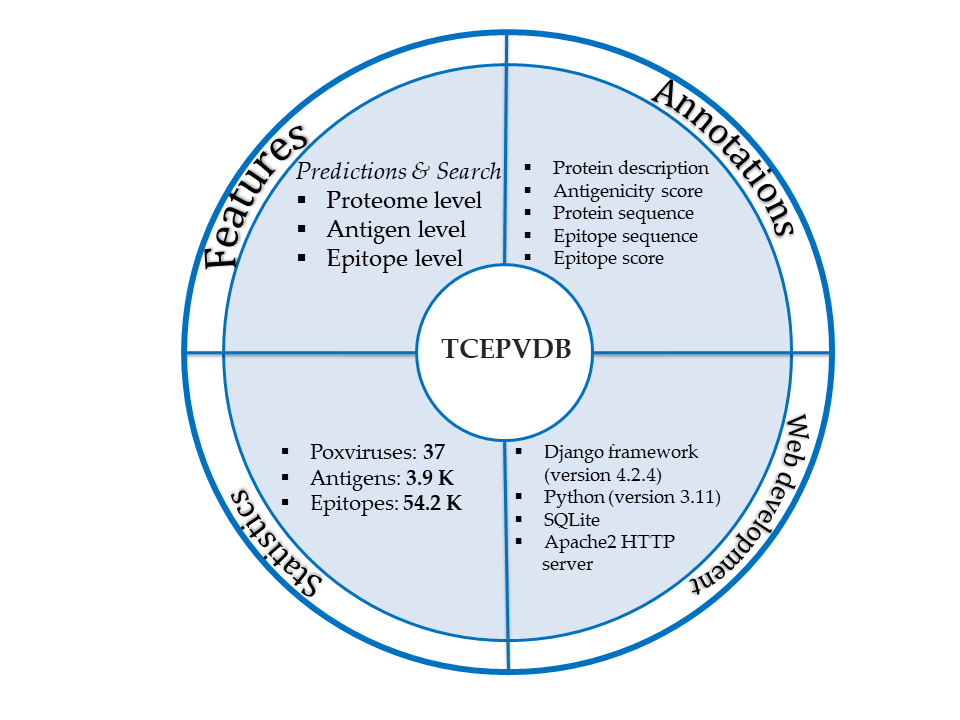 Features
Predictions & Search
▪ Proteome level
▪ Antigen level
▪ Epitope level
Annotations
▪ Protein description
▪ Antigenicity score
▪ Protein sequence
▪ Epitope sequence
▪ Epitope score
TCEPVDB
Statistics
▪ Poxviruses: 37
▪ Antigens: 3.9 K
▪ Epitopes: 54.2 K
Web development
▪ Django framework
(version 4.2.4)
▪ Python (version 3.11)
▪ SQLite
▪ Apache2 HTTP
server